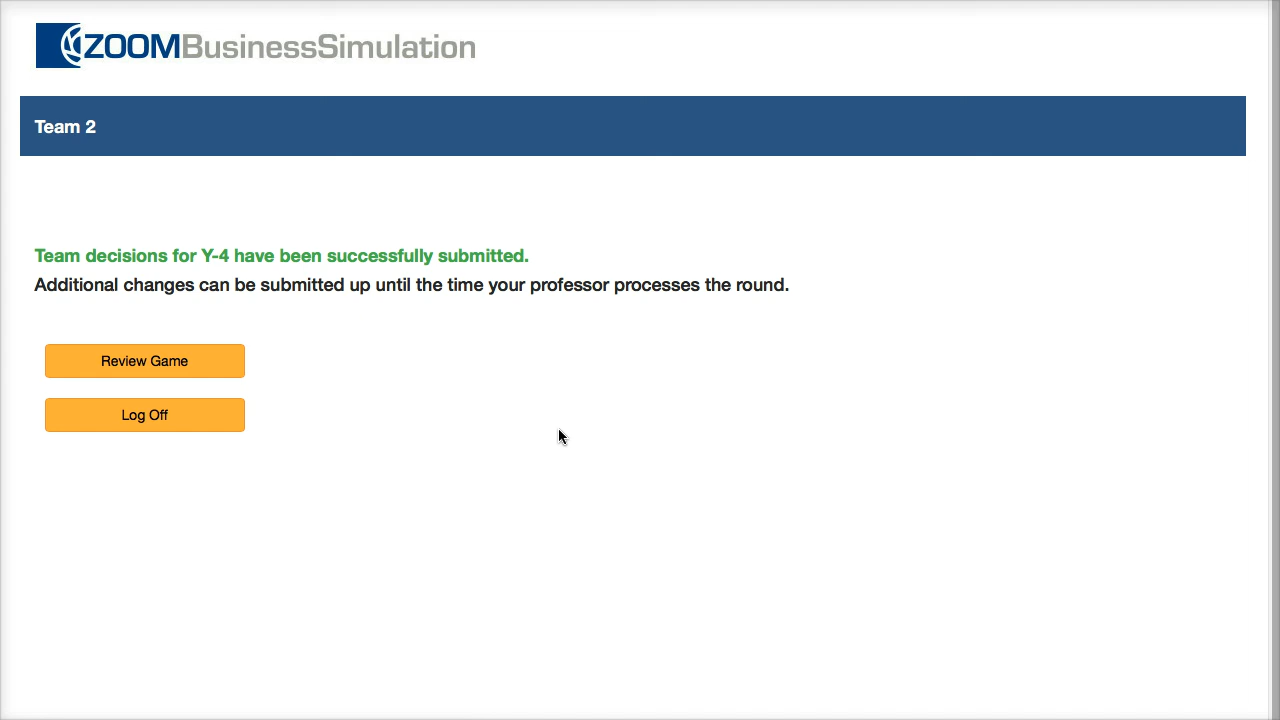 ZOOMBusinessSimulation
Team 2
Team decisions for Y-4 have been successfully submitted.
Additional changes can be submitted up until the time your professor processes the round.
Review Game
Log Off